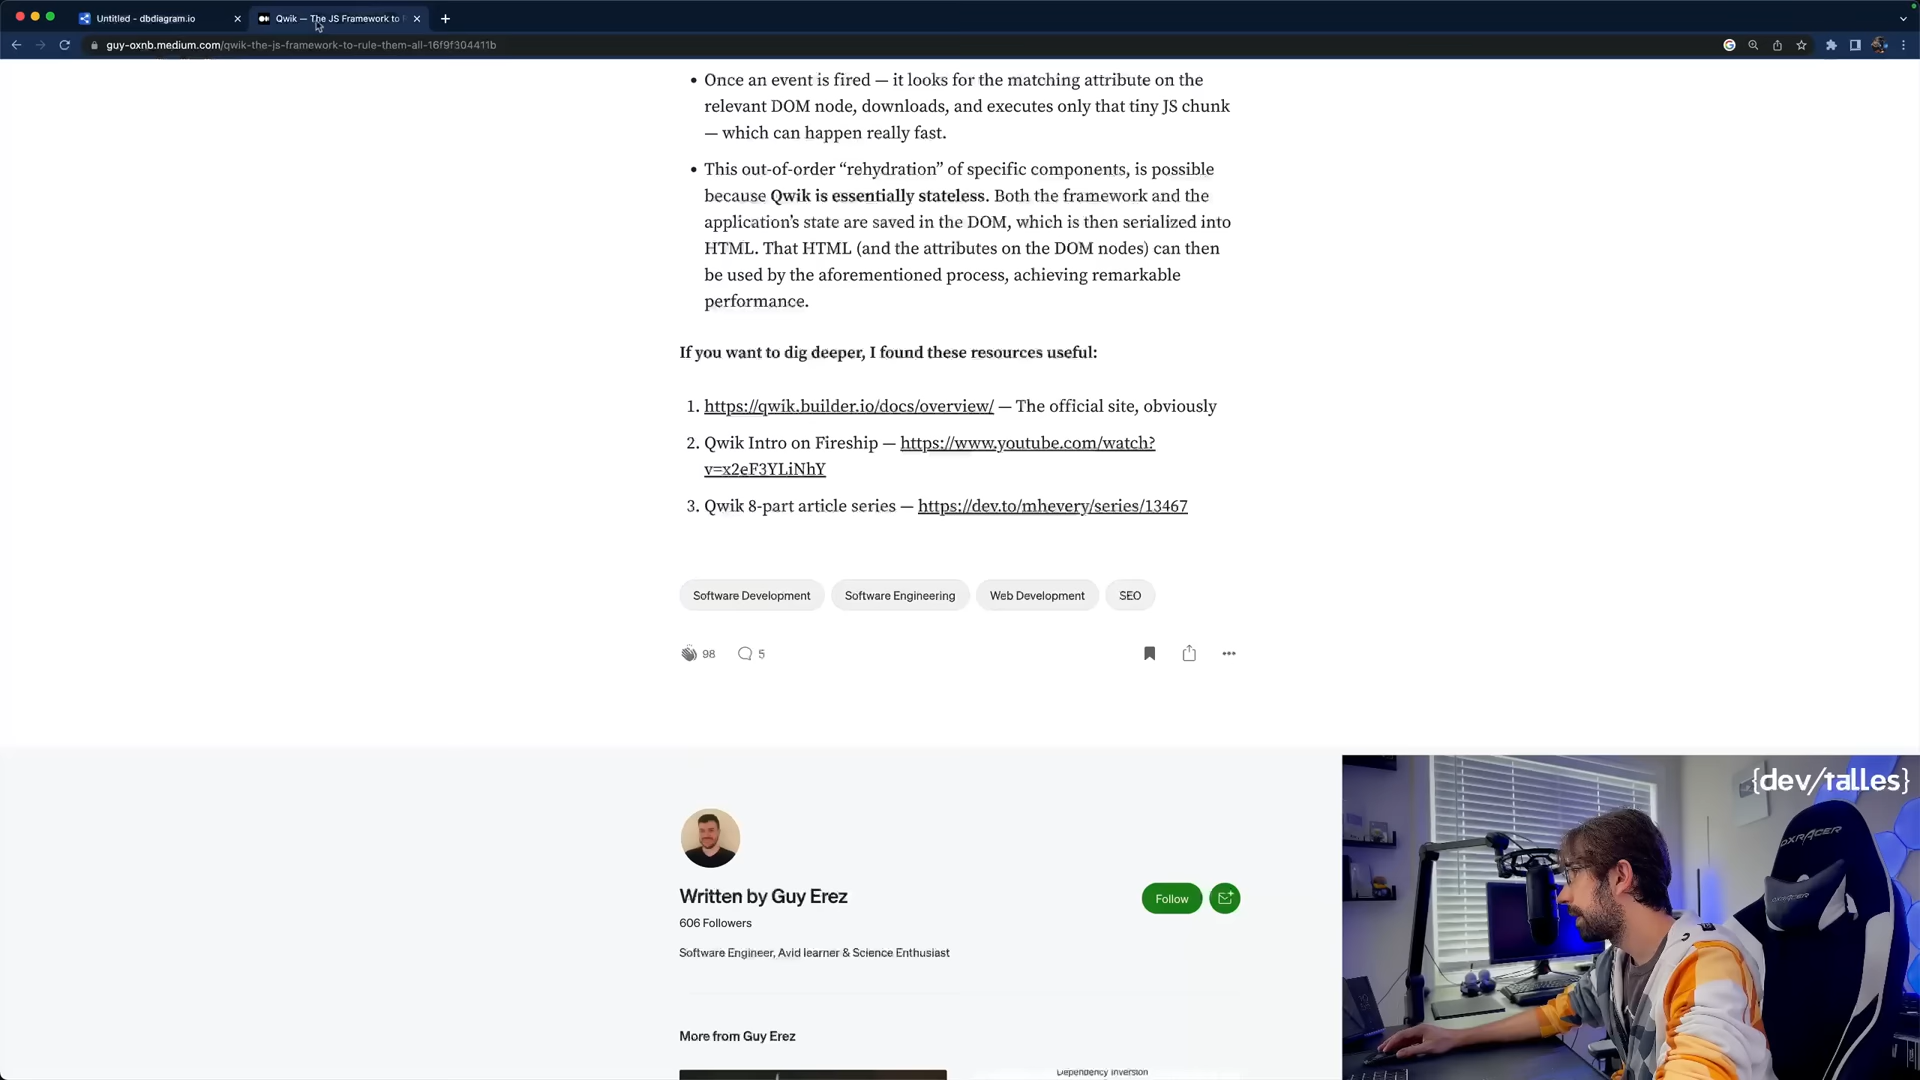 Untitled - dbdiagram.io
Qwik — The JS Framework to
guy-oxnb.medium.com/qwik-the-js-framework-to-rule-them-all-16f9f304411b
• Once an event is fired — it looks for the matching attribute on the
relevant DOM node, downloads, and executes only that tiny JS chunk
— which can happen really fast.
• This out-of-order “rehydration” of specific components, is possible
because Qwik is essentially stateless. Both the framework and the
application’s state are saved in the DOM, which is then serialized into
HTML. That HTML (and the attributes on the DOM nodes) can then
be used by the aforementioned process, achieving remarkable
performance.
If you want to dig deeper, I found these resources useful:
1. https://qwik.builder.io/docs/overview/ — The official site, obviously
2. Qwik Intro on Fireship — https://www.youtube.com/watch?
v=x2eF3YLiNhY
3. Qwik 8-part article series — https://dev.to/mhevery/series/13467
Software Development
Software Engineering
Web Development
SEO
98
5
{dev/talles}
DXRACER
Written by Guy Erez
Follow
606 Followers
Software Engineer, Avid learner & Science Enthusiast
More from Guy Erez
Dependency Inversion